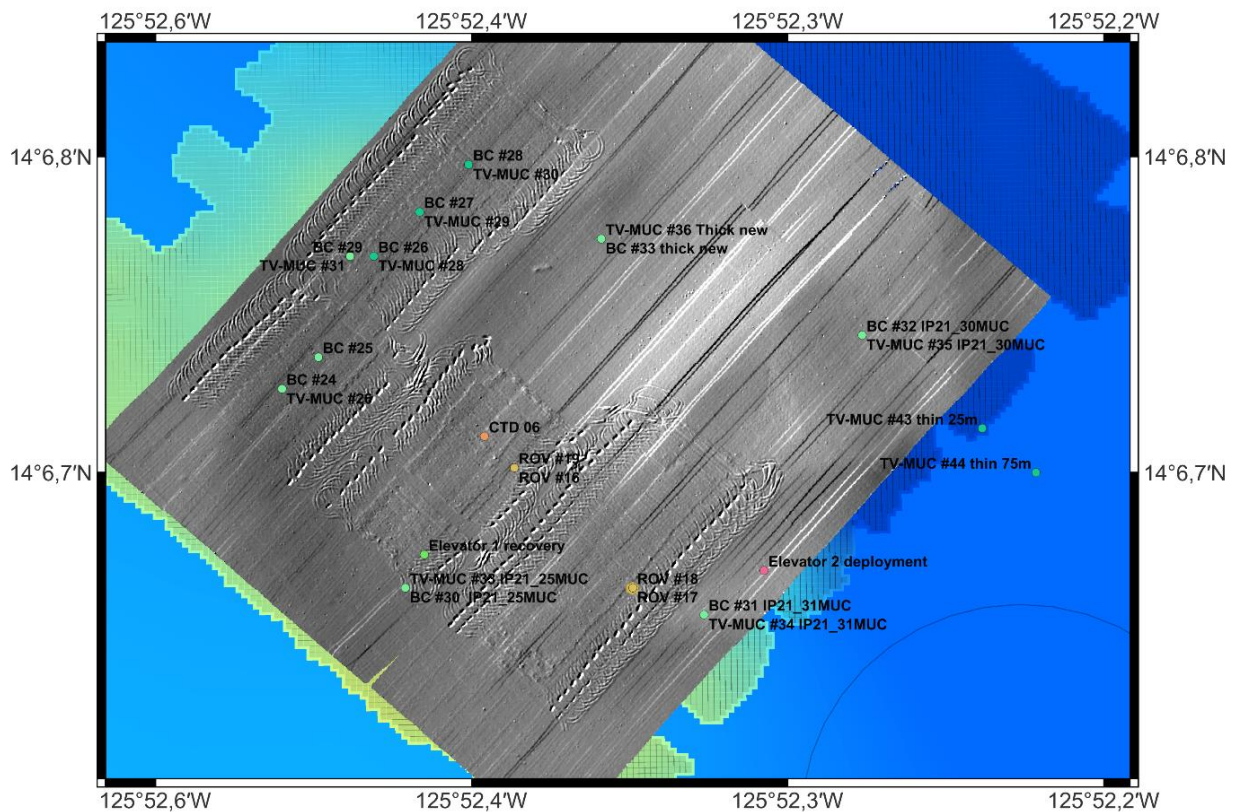 125°52,6′W 125°52,4′W 125°52,3′W 125°52,2′W
14°6,8′N 14°6,8′N
BC #28
TV-MUC #30
BC #27
TV-MUC #29
TV-MUC #36 Thick new
BC #33 thick new
BC #29
TV-MUC #31
BC #26
TV-MUC #28
BC #32 IP21_30MUC
TV-MUC #35 IP21_30MUC
BC #25
BC #24
TV-MUC #26
TV-MUC #43 thin 25m
CTD 06
TV-MUC #44 thin 75m
ROV #19
ROV #16
14°6,7′N 14°6,7′N
Elevator 1 recovery
Elevator 2 deployment
TV-MUC #33 IP21_25MUC
BC #30 IP21_25MUC
ROV #18
ROV #17
BC #31 IP21_31MUC
TV-MUC #34 IP21_31MUC
125°52,6′W 125°52,4′W 125°52,3′W 125°52,2′W